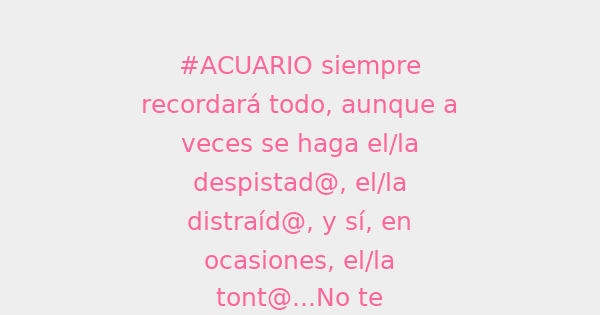 #ACUARIO siempre
recordará todo, aunque a
veces se haga el/la
despistad@, el/la
distraíd@, y sí, en
ocasiones, el/la
tont@...No te